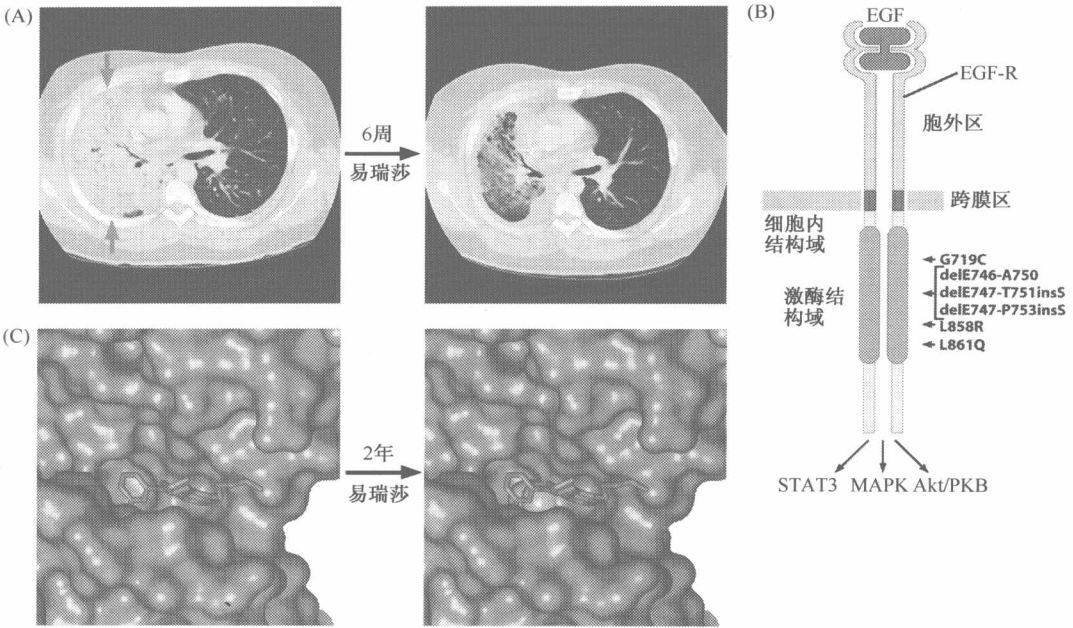 (A)
6周
易瑞莎
(B)
EGF
EGF-R
胞外区
跨膜区
细胞内
结构域
激酶结
构域
G719C
delE746-A750
delE747-T751insS
delE747-P753insS
L858R
L861Q
STAT3 MAPK Akt/PKB
(C)
2年
易瑞莎